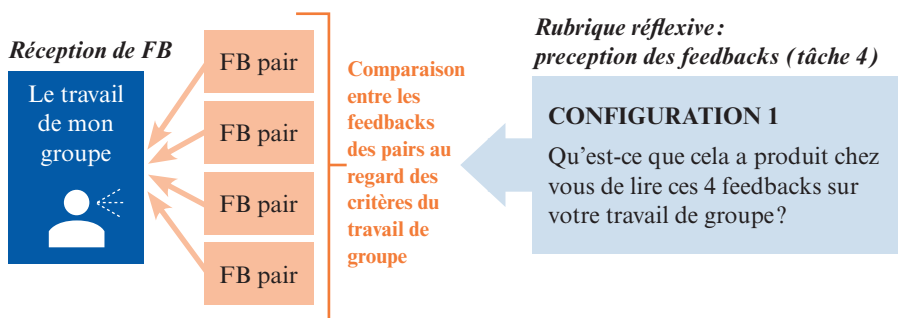 Réception de FB
Le travail
de mon
groupe
FB pair
FB pair
FB pair
FB pair
Comparaison
entre les
feedbacks
des pairs au
regard des
critères du
travail de
groupe
Rubrique réflexive :
preception des feedbacks (tâche 4)
CONFIGURATION 1
Qu’est-ce que cela a produit chez
vous de lire ces 4 feedbacks sur
votre travail de groupe ?